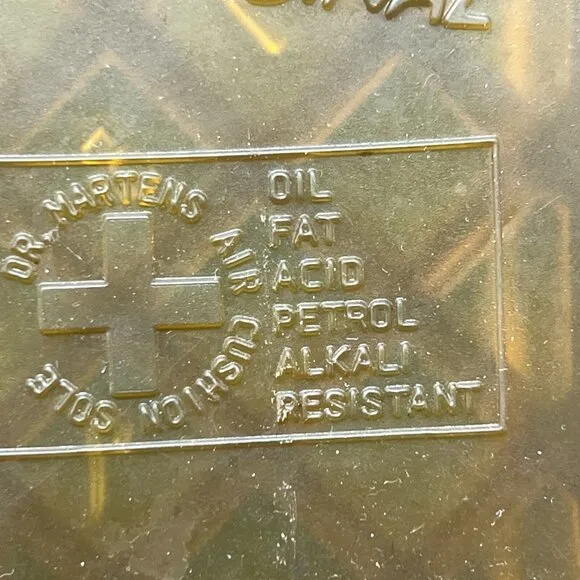 DR. MARTENS AIR CUSHION SOLE
OIL
FAT
ACID
PETROL
ALKALI
RESISTANT